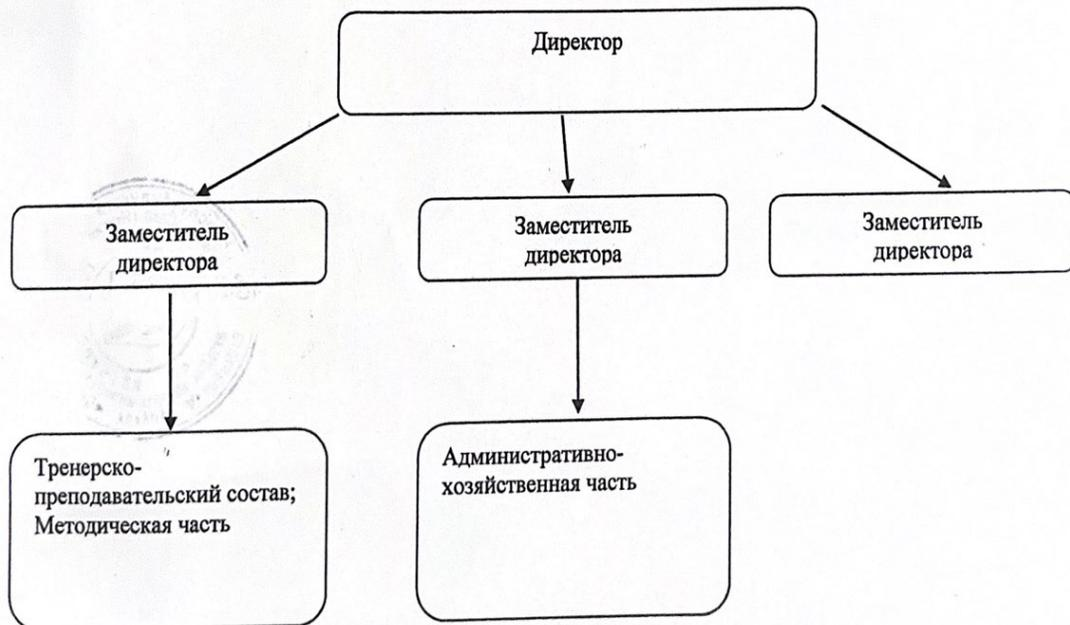 Директор
Заместитель
директора
Заместитель
директора
Заместитель
директора
Тренерско-
преподавательский состав;
Методическая часть
Административно-
хозяйственная часть